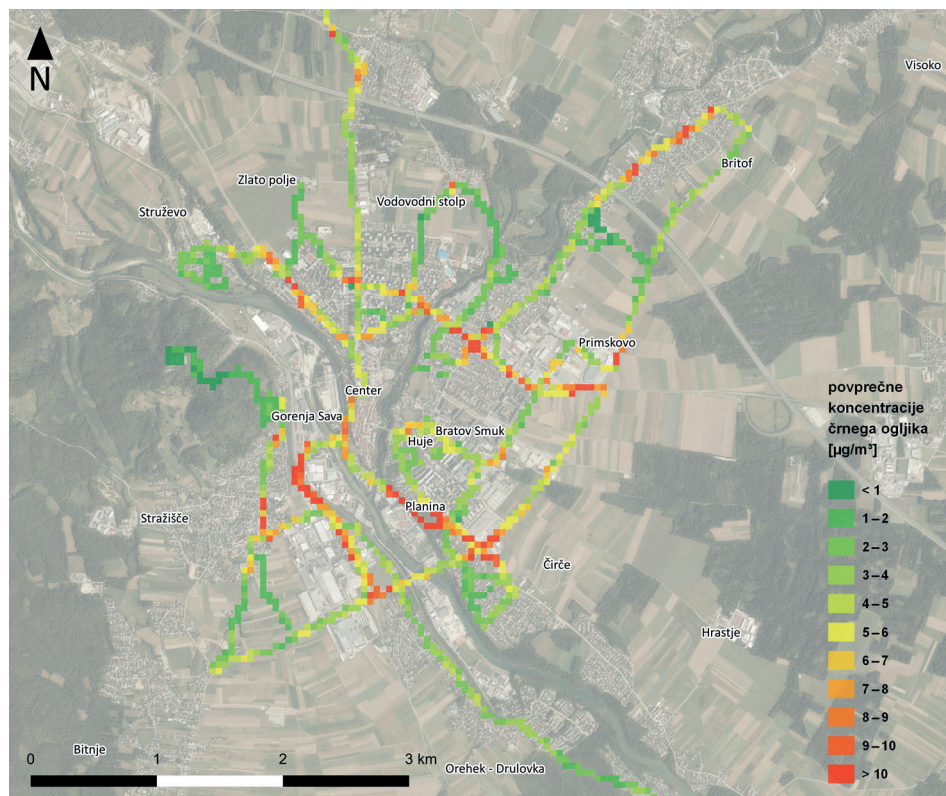 N
Visoko
Britof
Zlato polje
Vodovodni stolp
Struževo
Primskovo
Center
Gorenja Sava
Bratov Smuk
Huje
Planina
Stražišče
Čirče
Hrastje
Bitnje
Orehek - Drulovka
0 1 2 3 km
povprečne
koncentracije
črnega ogljika
[µg/m³]
< 1
1 – 2
2 – 3
3 – 4
4 – 5
5 – 6
6 – 7
7 – 8
8 – 9
9 – 10
> 10